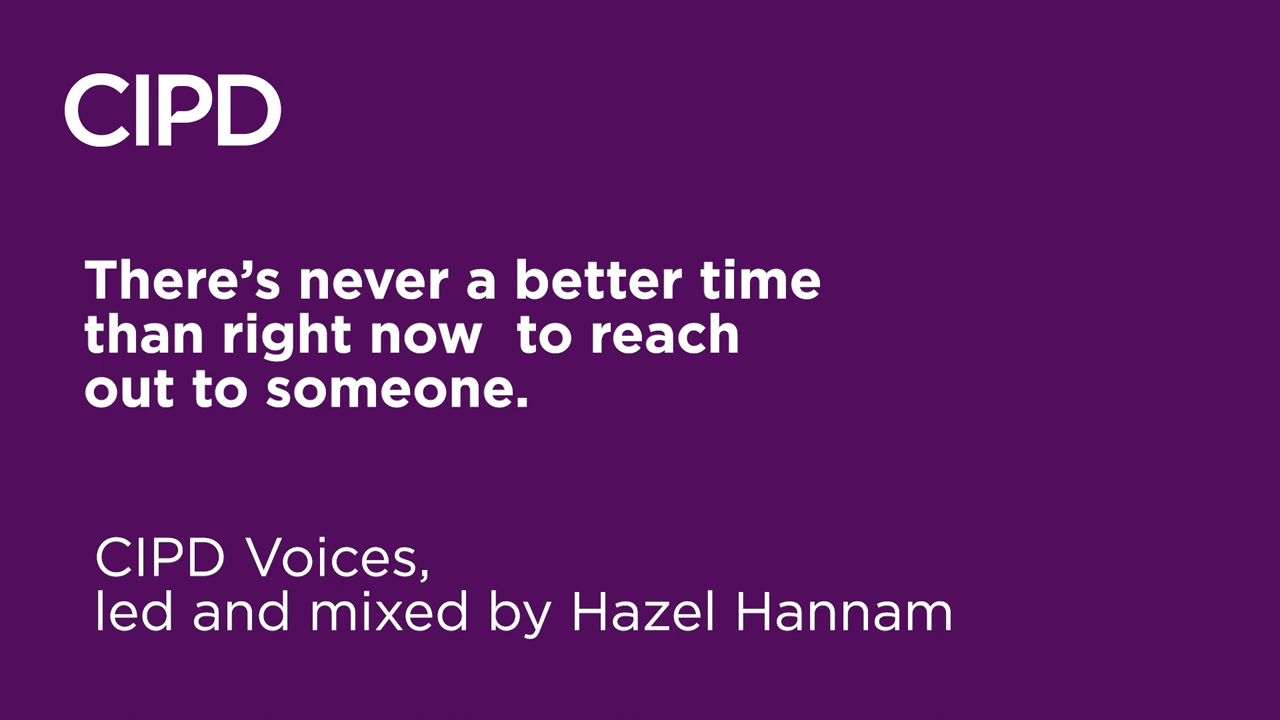 CIPD
There’s never a better time
than right now  to reach
out to someone.
CIPD Voices,
led and mixed by Hazel Hannam